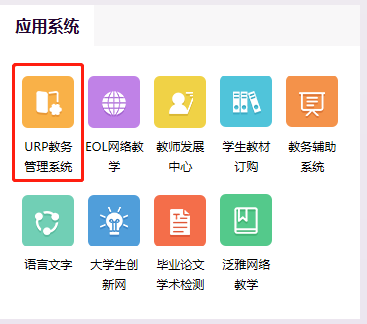 应用系统
URP教务 EOL网络教 教师发展 学生教材 教务辅助
管理系统 学 中心 订购 系统
语言文字 大学生创 毕业论文 泛雅网络
新网 学术检测 教学